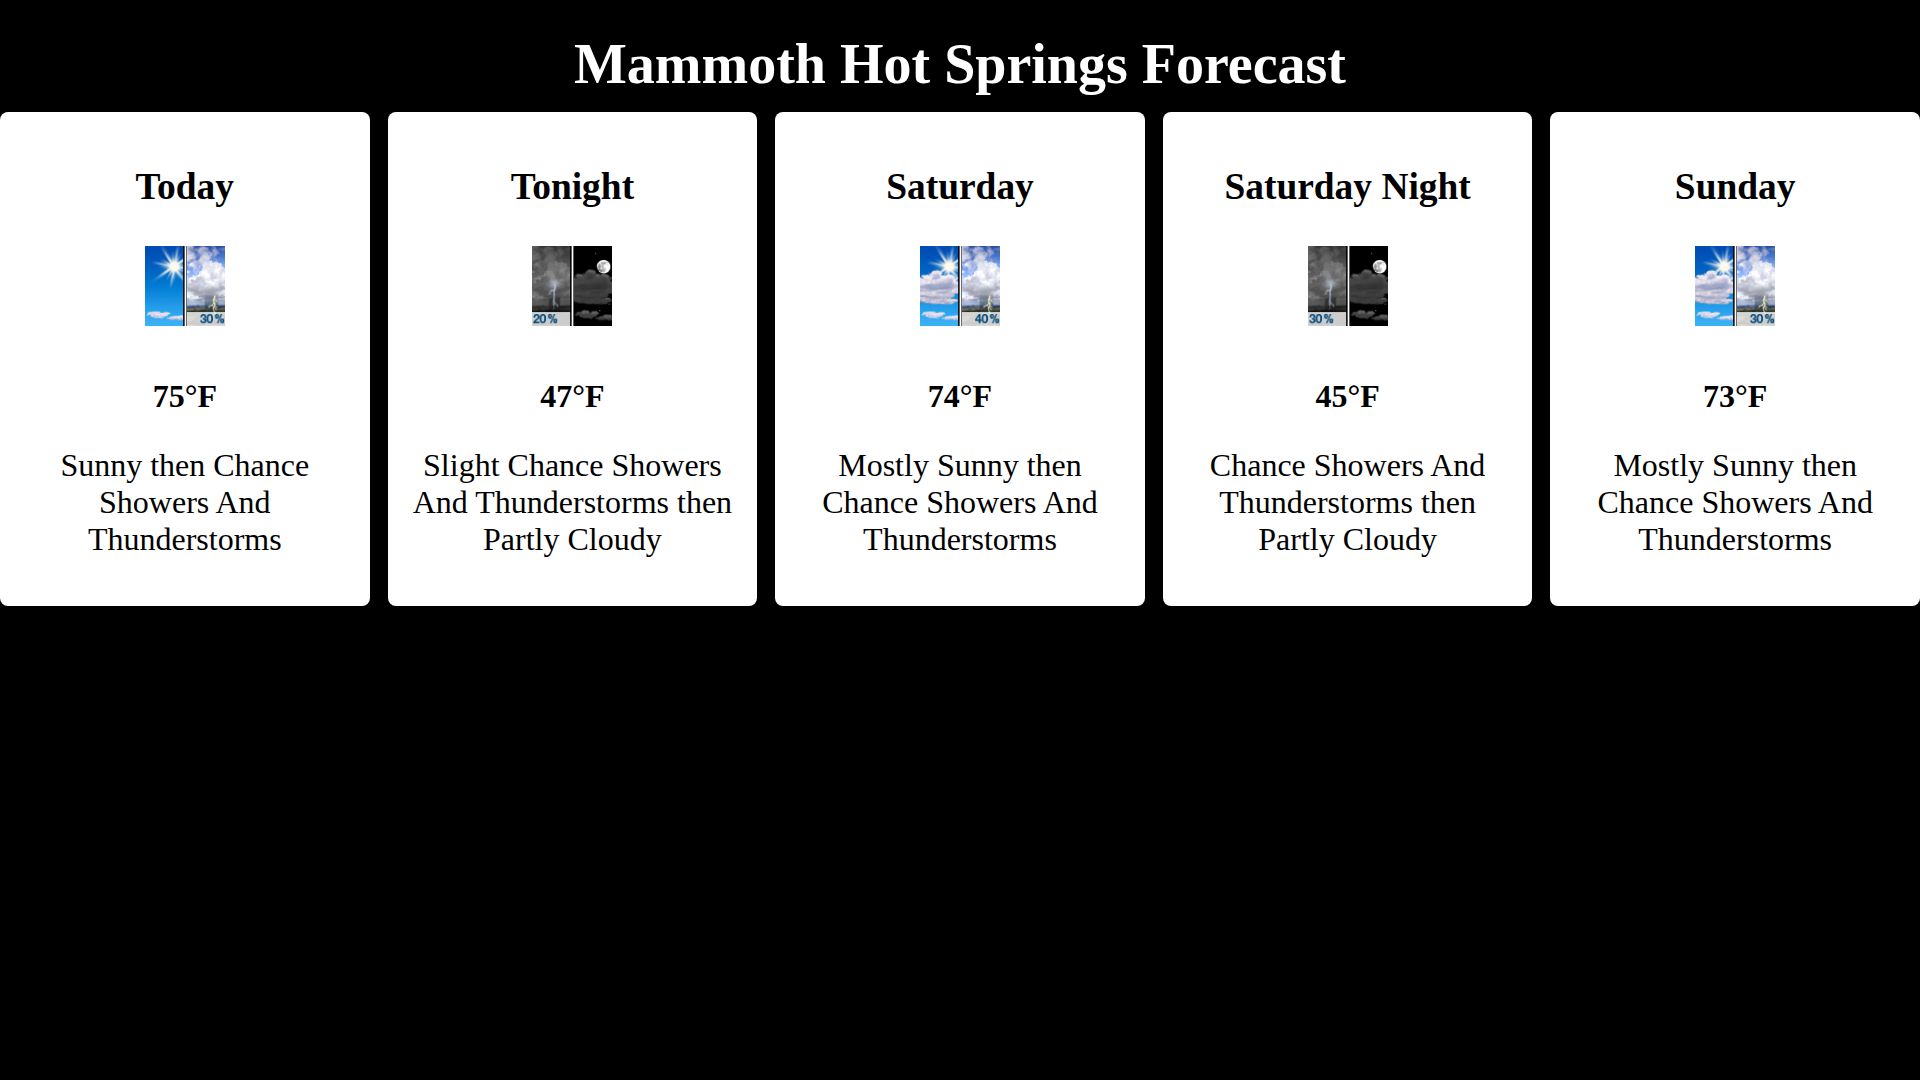 Mammoth Hot Springs Forecast
Today
30%
75°F
Sunny then Chance
Showers And
Thunderstorms
Tonight
20%
47°F
Slight Chance Showers
And Thunderstorms then
Partly Cloudy
Saturday
40%
74°F
Mostly Sunny then
Chance Showers And
Thunderstorms
Saturday Night
30%
45°F
Chance Showers And
Thunderstorms then
Partly Cloudy
Sunday
30%
73°F
Mostly Sunny then
Chance Showers And
Thunderstorms